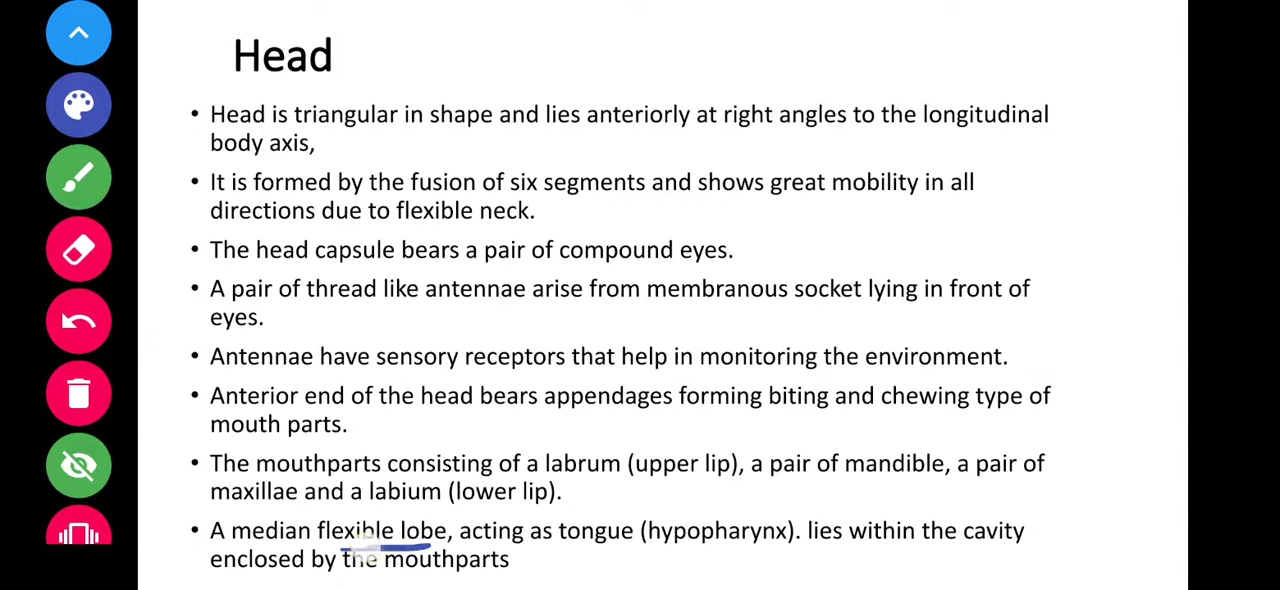 Head
• Head is triangular in shape and lies anteriorly at right angles to the longitudinal
body axis,
• It is formed by the fusion of six segments and shows great mobility in all
directions due to flexible neck.
• The head capsule bears a pair of compound eyes.
• A pair of thread like antennae arise from membranous socket lying in front of
eyes.
• Antennae have sensory receptors that help in monitoring the environment.
• Anterior end of the head bears appendages forming biting and chewing type of
mouth parts.
• The mouthparts consisting of a labrum (upper lip), a pair of mandible, a pair of
maxillae and a labium (lower lip).
• A median flexible lobe, acting as tongue (hypopharynx). lies within the cavity
enclosed by the mouthparts